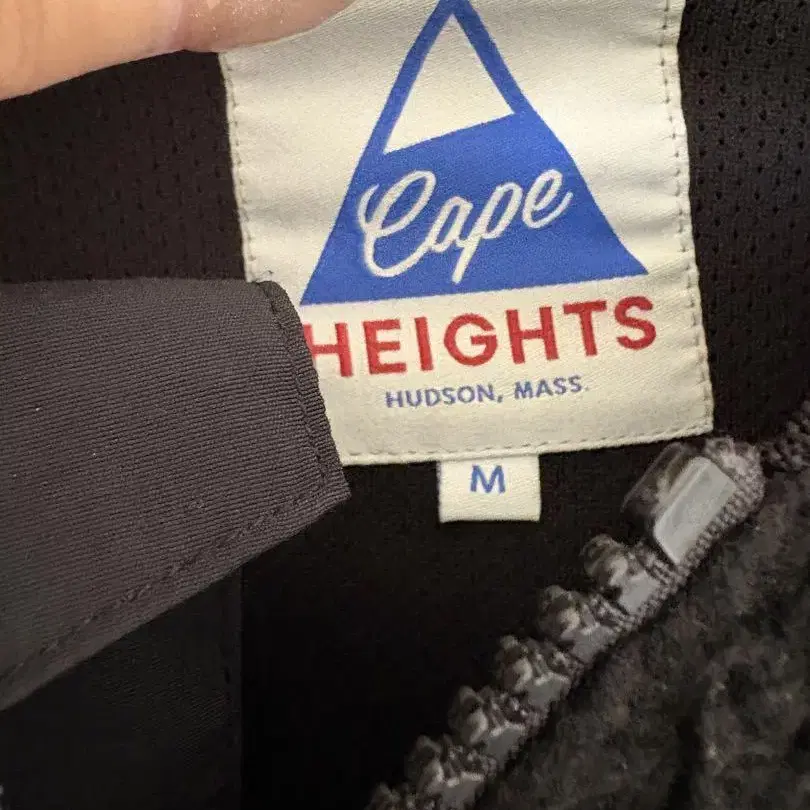 Cape
HEIGHTS
HUDSON, MASS.
M